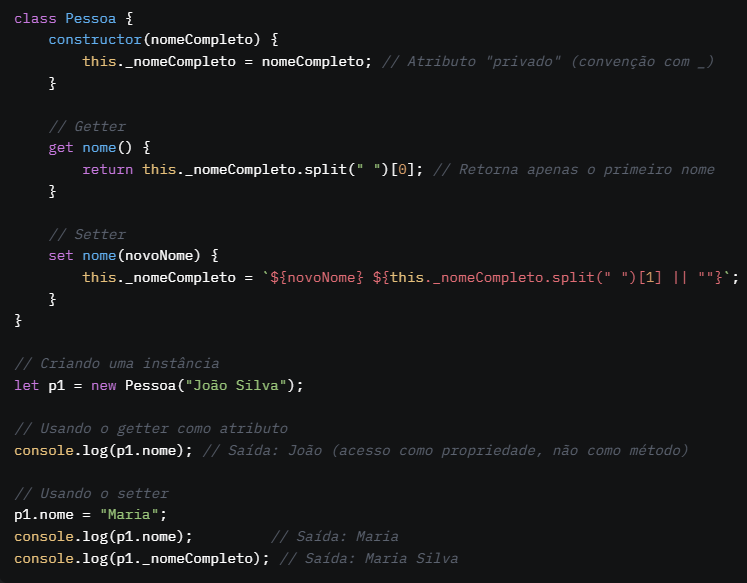 class Pessoa {
    constructor(nomeCompleto) {
        this._nomeCompleto = nomeCompleto; // Atributo "privado" (convenção com _)
    }

    // Getter
    get nome() {
        return this._nomeCompleto.split(" ")[0]; // Retorna apenas o primeiro nome
    }

    // Setter
    set nome(novoNome) {
        this._nomeCompleto = `${novoNome} ${this._nomeCompleto.split(" ")[1] || ""}`;
    }
}

// Criando uma instância
let p1 = new Pessoa("João Silva");

// Usando o getter como atributo
console.log(p1.nome); // Saída: João (acesso como propriedade, não como método)

// Usando o setter
p1.nome = "Maria";
console.log(p1.nome);         // Saída: Maria
console.log(p1._nomeCompleto); // Saída: Maria Silva